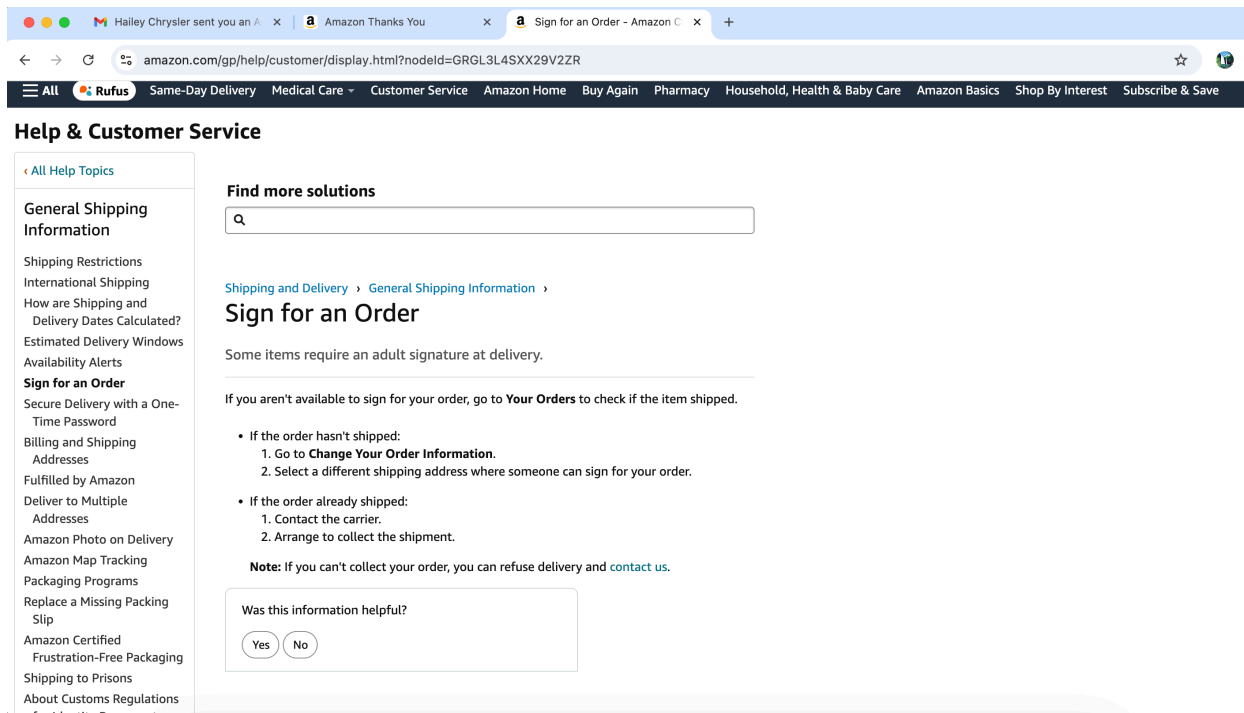 Hailey Chrysler sent you an A
Amazon Thanks You
Sign for an Order - Amazon C
amazon.com/gp/help/customer/display.html?nodeId=GRGL3L4SXX29V2ZR
All Rufus Same-Day Delivery Medical Care Customer Service Amazon Home Buy Again Pharmacy Household, Health & Baby Care Amazon Basics Shop By Interest Subscribe & Save
Help & Customer Service
‹ All Help Topics
General Shipping
Information
Shipping Restrictions
International Shipping
How are Shipping and
Delivery Dates Calculated?
Estimated Delivery Windows
Availability Alerts
Sign for an Order
Secure Delivery with a One-
Time Password
Billing and Shipping
Addresses
Fulfilled by Amazon
Deliver to Multiple
Addresses
Amazon Photo on Delivery
Amazon Map Tracking
Packaging Programs
Replace a Missing Packing
Slip
Amazon Certified
Frustration-Free Packaging
Shipping to Prisons
About Customs Regulations
Find more solutions
Shipping and Delivery › General Shipping Information ›
Sign for an Order
Some items require an adult signature at delivery.
If you aren't available to sign for your order, go to Your Orders to check if the item shipped.
• If the order hasn't shipped:
1. Go to Change Your Order Information.
2. Select a different shipping address where someone can sign for your order.
• If the order already shipped:
1. Contact the carrier.
2. Arrange to collect the shipment.
Note: If you can't collect your order, you can refuse delivery and contact us.
Was this information helpful?
Yes No